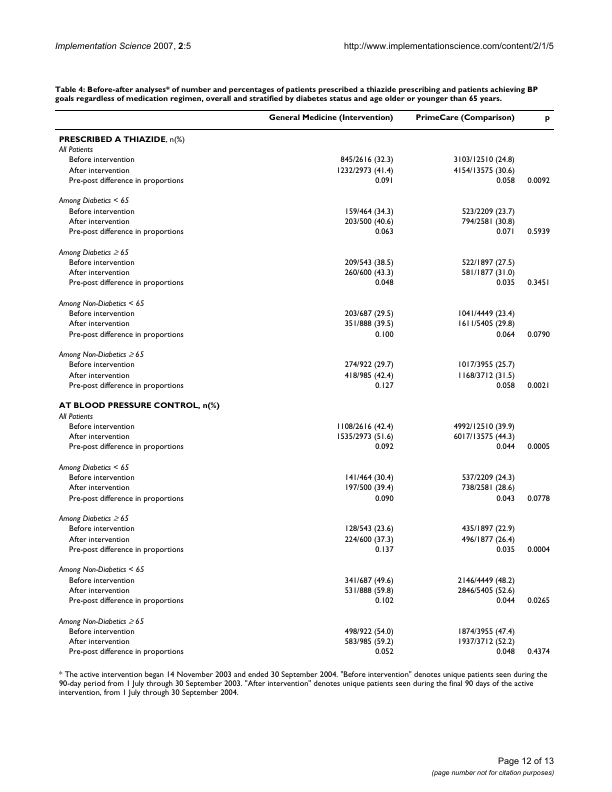 Implementation Science 2007, 2:5 http://www.implementationscience.com/content/2/1/5
Table 4: Before-after analyses* of number and percentages of patients prescribed a thiazide prescribing and patients achieving BP
goals regardless of medication regimen, overall and stratified by diabetes status and age older or younger than 65 years.
General Medicine (Intervention) PrimeCare (Comparison) p
PRESCRIBED A THIAZIDE, n(%)
All Patients
Before intervention 845/2616 (32.3) 3103/12510 (24.8)
After intervention 1232/2973 (41.4) 4154/13575 (30.6)
Pre-post difference in proportions 0.091 0.058 0.0092
Among Diabetics < 65
Before intervention 159/464 (34.3) 523/2209 (23.7)
After intervention 203/500 (40.6) 794/2581 (30.8)
Pre-post difference in proportions 0.063 0.071 0.5939
Among Diabetics ≥ 65
Before intervention 209/543 (38.5) 522/1897 (27.5)
After intervention 260/600 (43.3) 581/1877 (31.0)
Pre-post difference in proportions 0.048 0.035 0.3451
Among Non-Diabetics < 65
Before intervention 203/687 (29.5) 1041/4449 (23.4)
After intervention 351/888 (39.5) 1611/5405 (29.8)
Pre-post difference in proportions 0.100 0.064 0.0790
Among Non-Diabetics ≥ 65
Before intervention 274/922 (29.7) 1017/3955 (25.7)
After intervention 418/985 (42.4) 1168/3712 (31.5)
Pre-post difference in proportions 0.127 0.058 0.0021
AT BLOOD PRESSURE CONTROL, n(%)
All Patients
Before intervention 1108/2616 (42.4) 4992/12510 (39.9)
After intervention 1535/2973 (51.6) 6017/13575 (44.3)
Pre-post difference in proportions 0.092 0.044 0.0005
Among Diabetics < 65
Before intervention 141/464 (30.4) 537/2209 (24.3)
After intervention 197/500 (39.4) 738/2581 (28.6)
Pre-post difference in proportions 0.090 0.043 0.0778
Among Diabetics ≥ 65
Before intervention 128/543 (23.6) 435/1897 (22.9)
After intervention 224/600 (37.3) 496/1877 (26.4)
Pre-post difference in proportions 0.137 0.035 0.0004
Among Non-Diabetics < 65
Before intervention 341/687 (49.6) 2146/4449 (48.2)
After intervention 531/888 (59.8) 2846/5405 (52.6)
Pre-post difference in proportions 0.102 0.044 0.0265
Among Non-Diabetics ≥ 65
Before intervention 498/922 (54.0) 1874/3955 (47.4)
After intervention 583/985 (59.2) 1937/3712 (52.2)
Pre-post difference in proportions 0.052 0.048 0.4374
* The active intervention began 14 November 2003 and ended 30 September 2004. "Before intervention" denotes unique patients seen during the
90-day period from 1 July through 30 September 2003. "After intervention" denotes unique patients seen during the final 90 days of the active
intervention, from 1 July through 30 September 2004.
Page 12 of 13
(page number not for citation purposes)